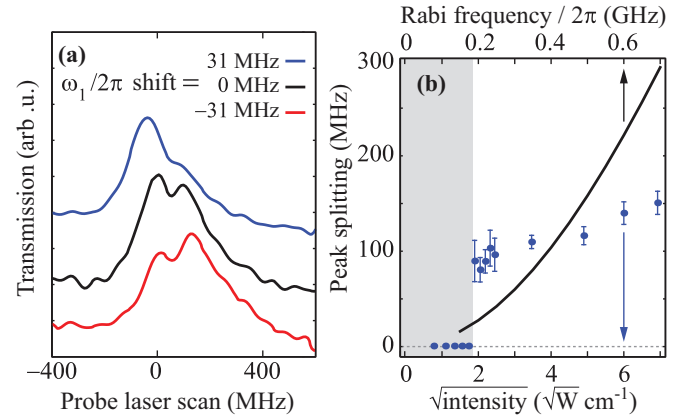 (a)
31 MHz
ω₁/2π shift = 0 MHz
−31 MHz
Transmission (arb .u.)
−400 0 400
Probe laser scan (MHz)
Rabi frequency / 2π (GHz)
0 0.2 0.4 0.6
(b)
300
200
100
0
Peak splitting (MHz)
0 2 4 6
√intensity (√W cm⁻¹)